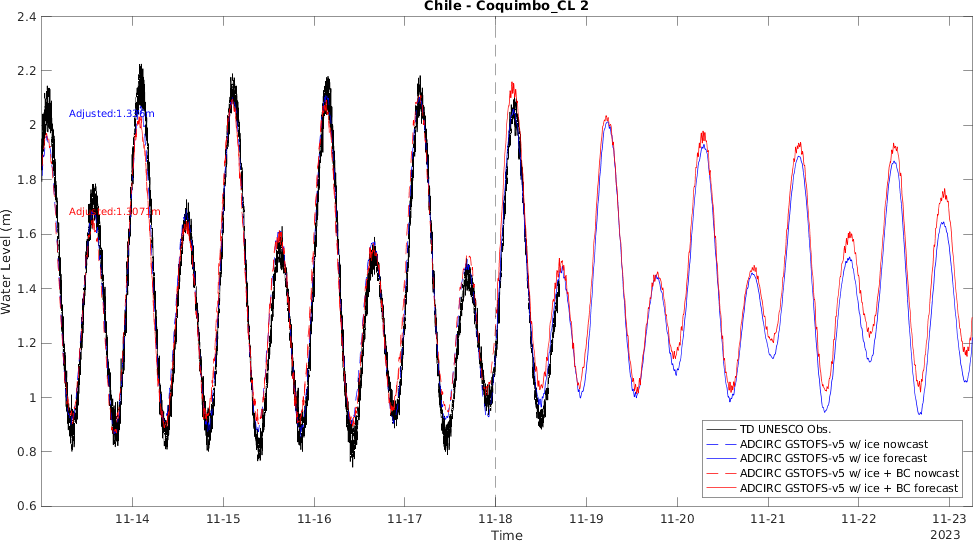 Chile - Coquimbo_CL 2
2.4
2.2
2
1.8
1.6
1.4
1.2
1
0.8
0.6
Water Level (m)
Adjusted:1.336m
Adjusted:1.3071m
TD UNESCO Obs.
ADCIRC GSTOFS-v5 w/ ice nowcast
ADCIRC GSTOFS-v5 w/ ice forecast
ADCIRC GSTOFS-v5 w/ ice + BC nowcast
ADCIRC GSTOFS-v5 w/ ice + BC forecast
11-14 11-15 11-16 11-17 11-18 11-19 11-20 11-21 11-22 11-23
2023
Time